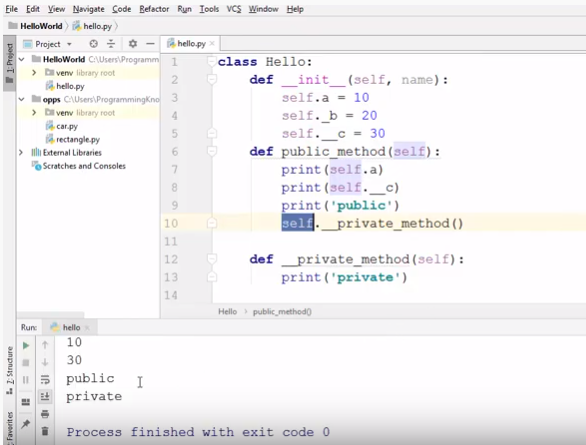 File Edit View Navigate Code Refactor Run Tools VCS Window Help
HelloWorld hello.py
1: Project
Project
hello.py
HelloWorld C:\Users\Programm
venv library root
hello.py
opps C:\Users\ProgrammingKno
venv library root
car.py
rectangle.py
External Libraries
Scratches and Consoles
1 class Hello:
2 def __init__(self, name):
3 self.a = 10
4 self._b = 20
5 self.__c = 30
6 def public_method(self):
7 print(self.a)
8 print(self.__c)
9 print('public')
10 self.__private_method()
11
12 def __private_method(self):
13 print('private')
14
Hello > public_method()
Run: hello
10
30
public
private
Process finished with exit code 0
Z: Structure
Favorites